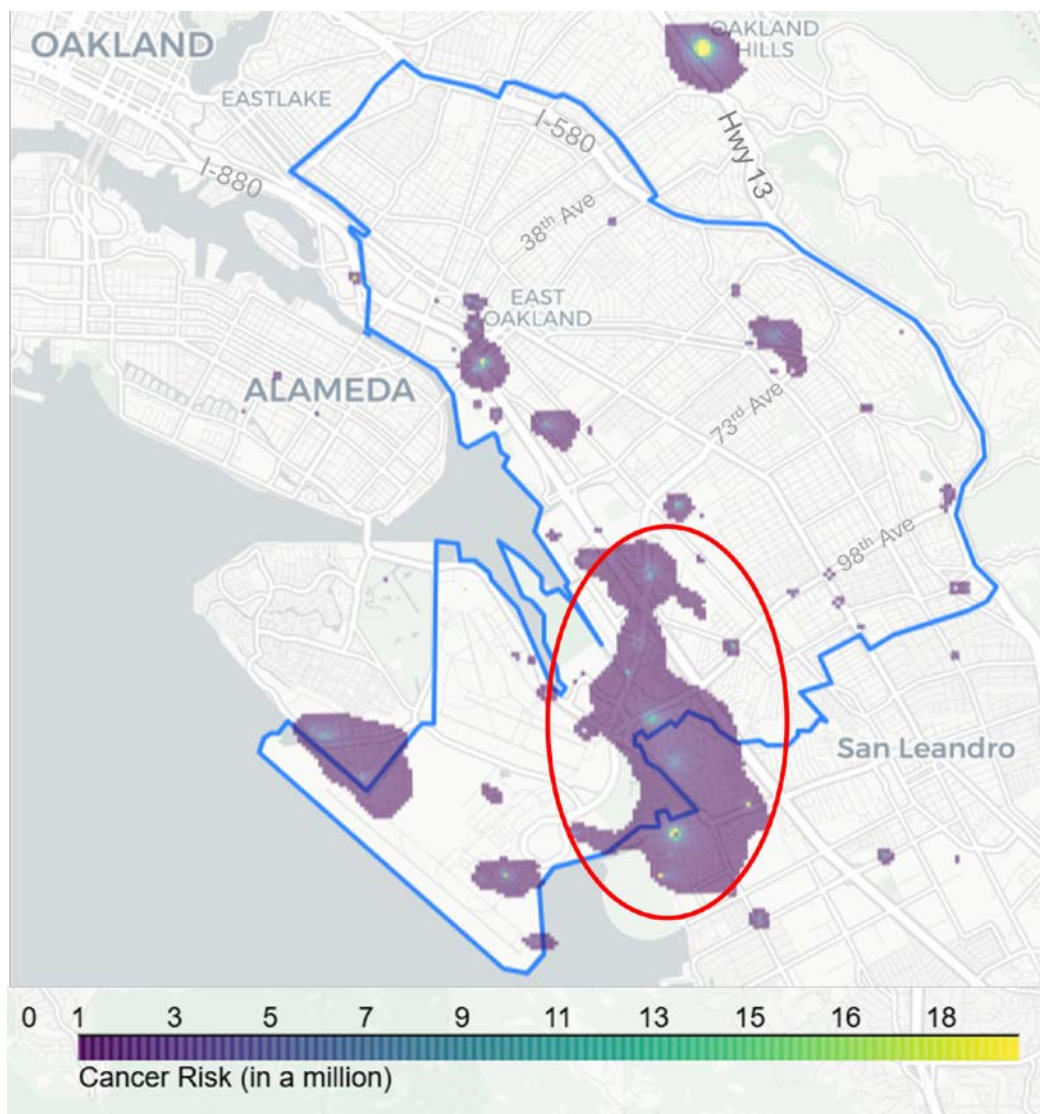 OAKLAND
OAKLAND
HILLS
EASTLAKE
I-580
I-880
Hwy 13
38th Ave
EAST
OAKLAND
ALAMEDA
73rd Ave
98th Ave
San Leandro
0 1 3 5 7 9 11 13 15 16 18
Cancer Risk (in a million)